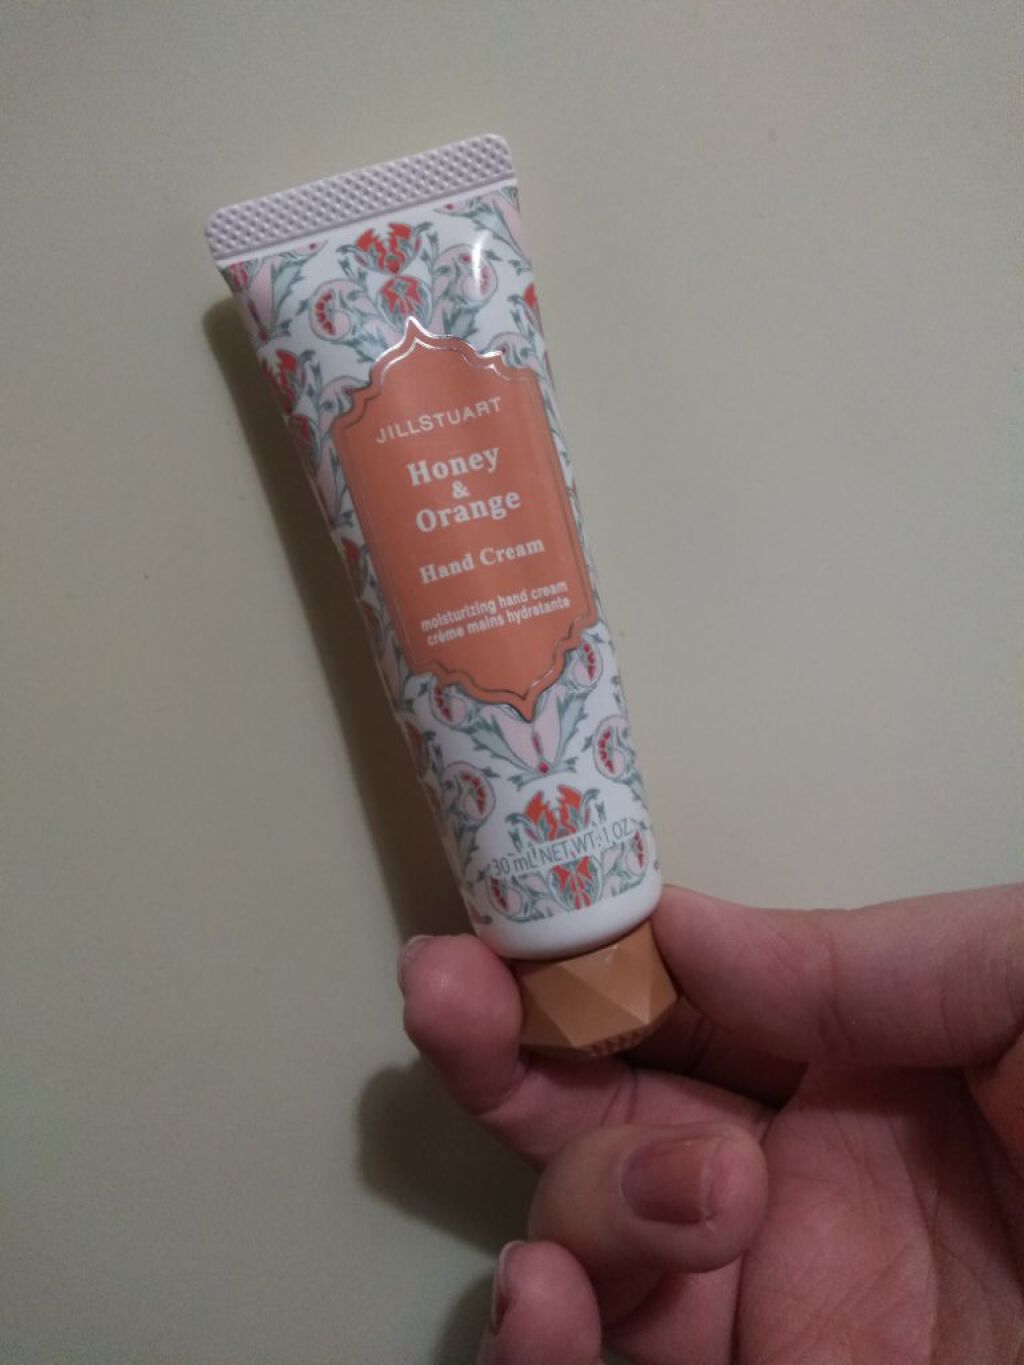 JILLSTUART
Honey
&
Orange
Hand Cream
moisturizing hand cream
crème mains hydratante
30 mL NET.WT. 1 OZ.